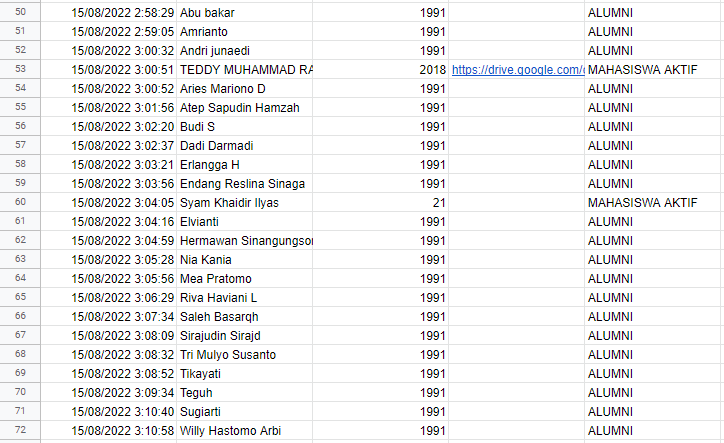 50 15/08/2022 2:58:29 Abu bakar 1991 ALUMNI
51 15/08/2022 2:59:05 Amrianto 1991 ALUMNI
52 15/08/2022 3:00:32 Andri junaedi 1991 ALUMNI
53 15/08/2022 3:00:51 TEDDY MUHAMMAD RA 2018 https://drive.google.com/ MAHASISWA AKTIF
54 15/08/2022 3:00:52 Aries Mariono D 1991 ALUMNI
55 15/08/2022 3:01:56 Atep Sapudin Hamzah 1991 ALUMNI
56 15/08/2022 3:02:20 Budi S 1991 ALUMNI
57 15/08/2022 3:02:37 Dadi Darmadi 1991 ALUMNI
58 15/08/2022 3:03:21 Erlangga H 1991 ALUMNI
59 15/08/2022 3:03:56 Endang Reslina Sinaga 1991 ALUMNI
60 15/08/2022 3:04:05 Syam Khaidir Ilyas 21 MAHASISWA AKTIF
61 15/08/2022 3:04:16 Elvianti 1991 ALUMNI
62 15/08/2022 3:04:59 Hermawan Sinangungsor 1991 ALUMNI
63 15/08/2022 3:05:28 Nia Kania 1991 ALUMNI
64 15/08/2022 3:05:56 Mea Pratomo 1991 ALUMNI
65 15/08/2022 3:06:29 Riva Haviani L 1991 ALUMNI
66 15/08/2022 3:07:34 Saleh Basarqh 1991 ALUMNI
67 15/08/2022 3:08:09 Sirajudin Sirajd 1991 ALUMNI
68 15/08/2022 3:08:32 Tri Mulyo Susanto 1991 ALUMNI
69 15/08/2022 3:08:52 Tikayati 1991 ALUMNI
70 15/08/2022 3:09:34 Teguh 1991 ALUMNI
71 15/08/2022 3:10:40 Sugiarti 1991 ALUMNI
72 15/08/2022 3:10:58 Willy Hastomo Arbi 1991 ALUMNI